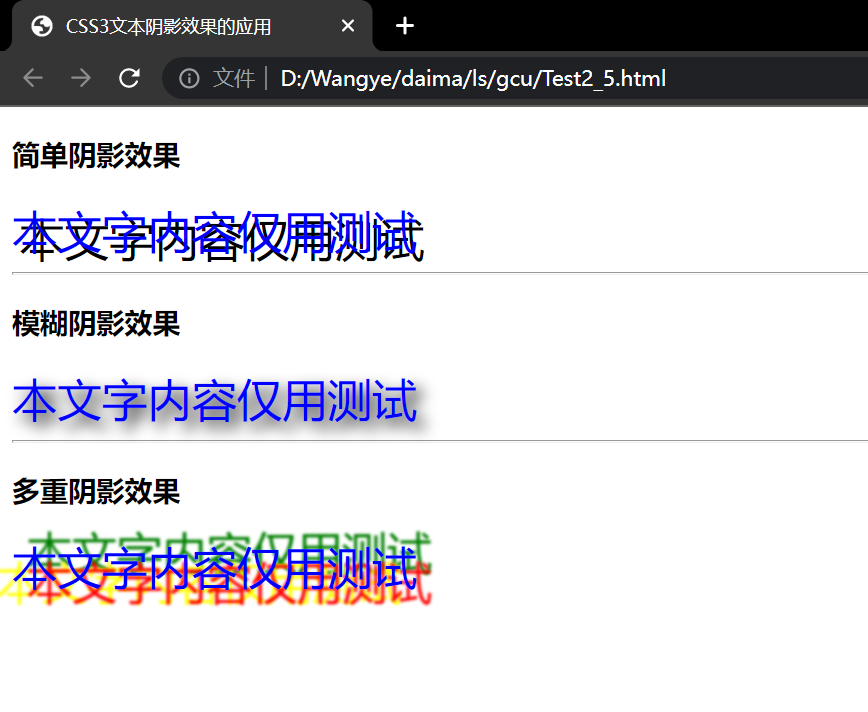 CSS3文本阴影效果的应用
文件 D:/Wangye/daima/ls/gcu/Test2_5.html
简单阴影效果
本文字内容仅用测试
模糊阴影效果
本文字内容仅用测试
多重阴影效果
本文字内容仅用测试